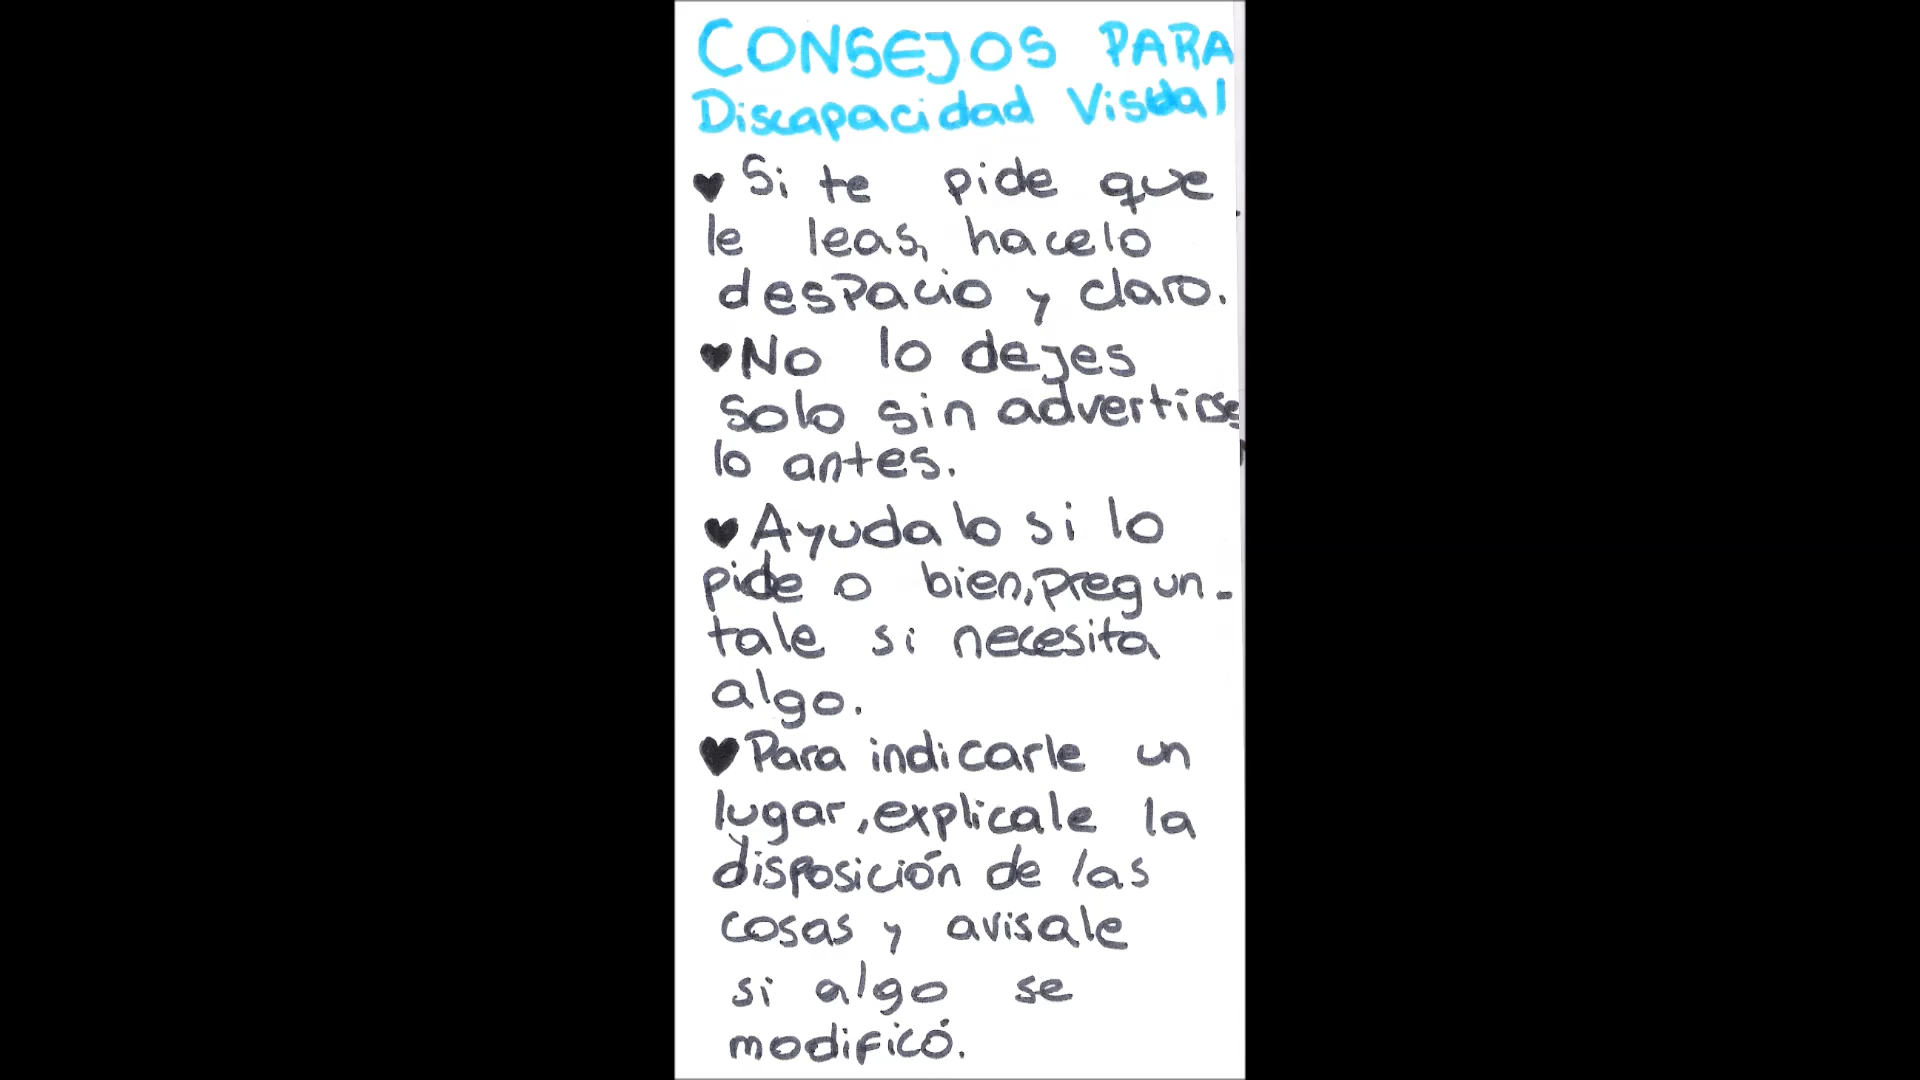 CONSEJOS PARA
Discapacidad Visual
♥ Si te pide que
le leas, hacelo
despacio y claro.
♥ No lo dejes
solo sin advertirse
lo antes.
♥ Ayudalo si lo
pide o bien, pregun-
tale si necesita
algo.
♥ Para indicarle un
lugar, explicale la
disposición de las
cosas y avisale
si algo se
modificó.